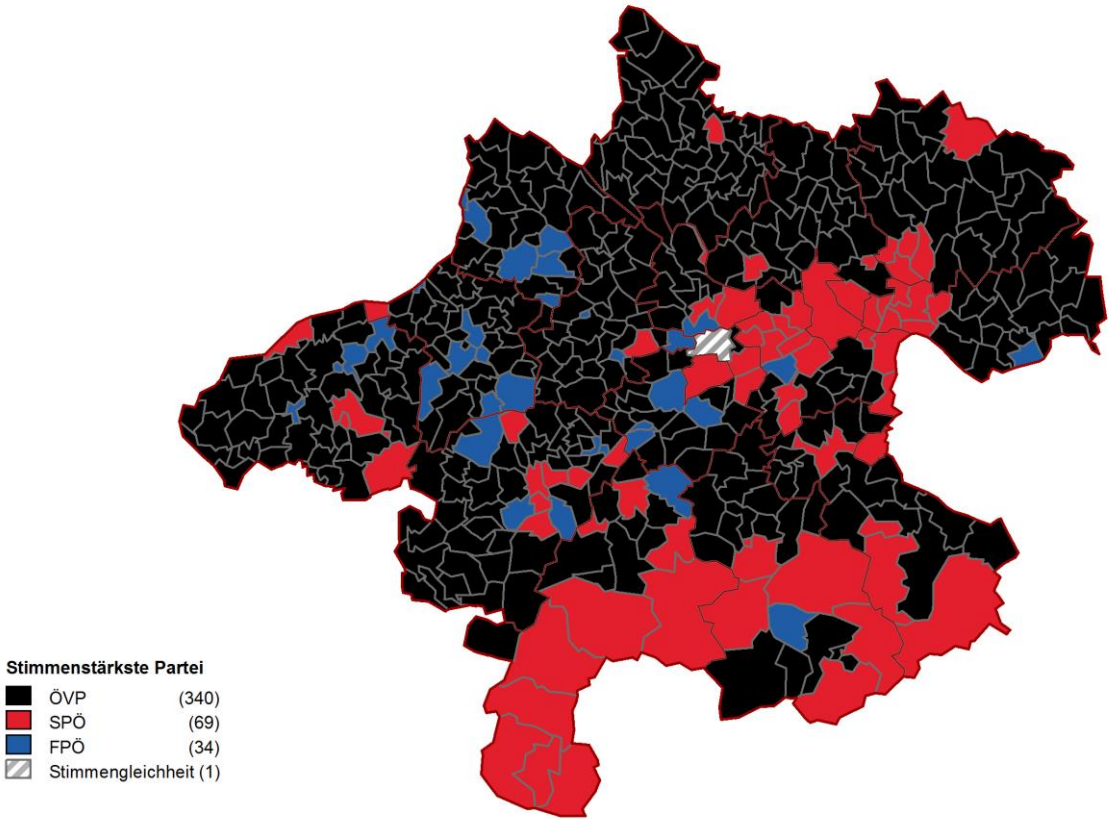 Stimmenstärkste Partei
ÖVP (340)
SPÖ (69)
FPÖ (34)
Stimmengleichheit (1)